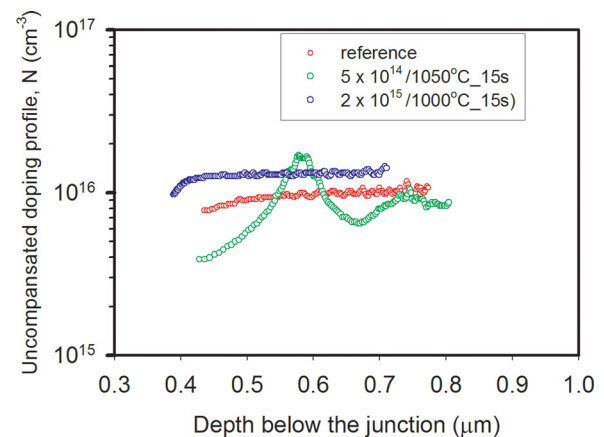 Uncompansated doping profile, N (cm⁻³)
10¹⁷
10¹⁶
10¹⁵
reference
5 x 10¹⁴/1050°C_15s
2 x 10¹⁵/1000°C_15s)
0.3 0.4 0.5 0.6 0.7 0.8 0.9 1.0
Depth below the junction (μm)